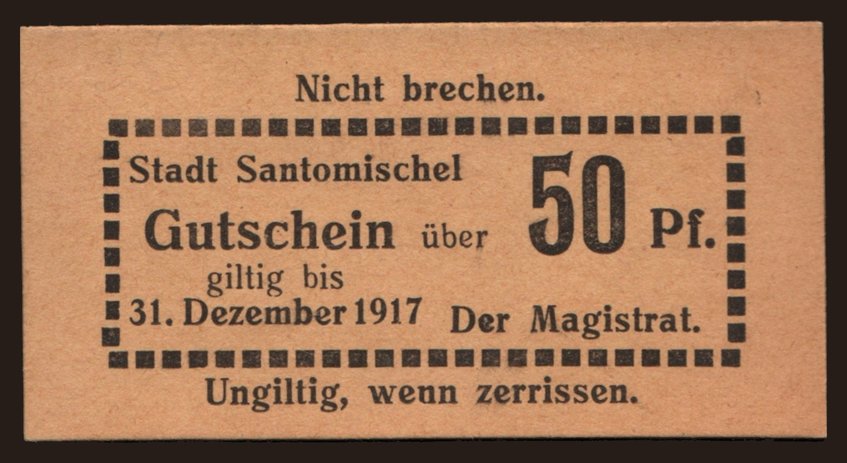 Nicht brechen.
Stadt Santomischel
Gutschein über 50 Pf.
giltig bis
31. Dezember 1917
Der Magistrat.
Ungiltig, wenn zerrissen.